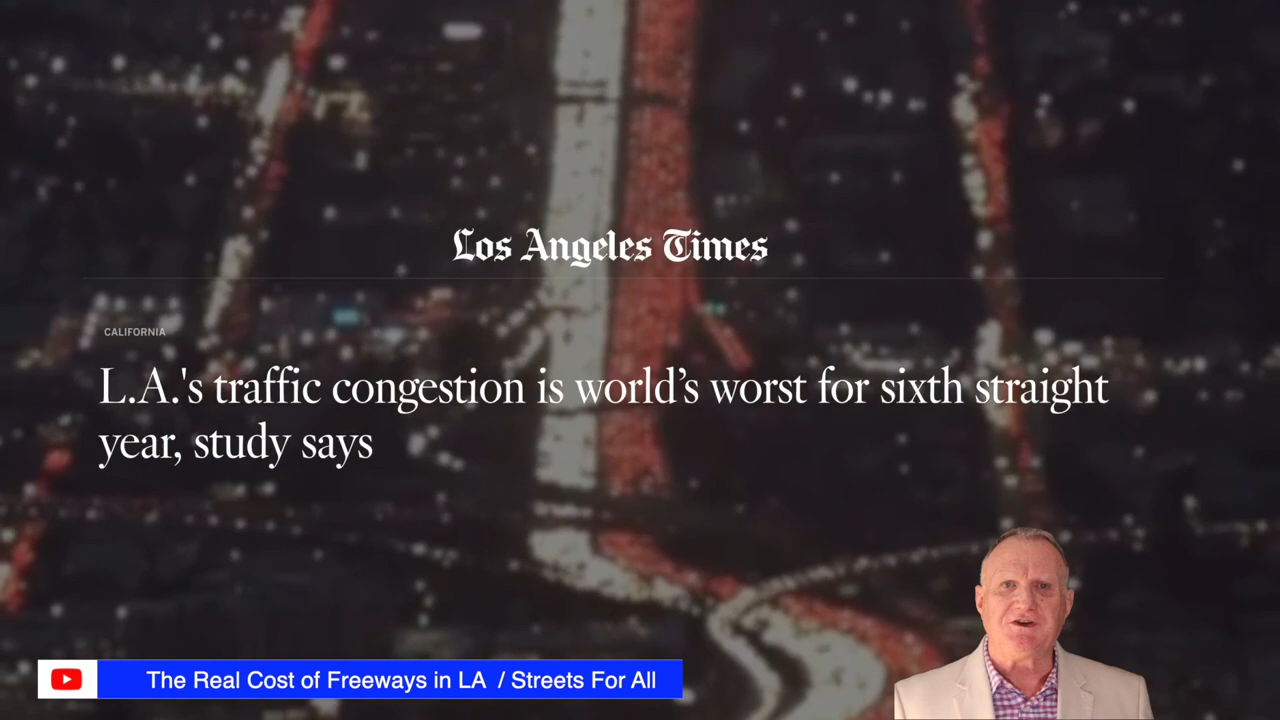 Los Angeles Times
CALIFORNIA
L.A.'s traffic congestion is world’s worst for sixth straight
year, study says
The Real Cost of Freeways in LA / Streets For All